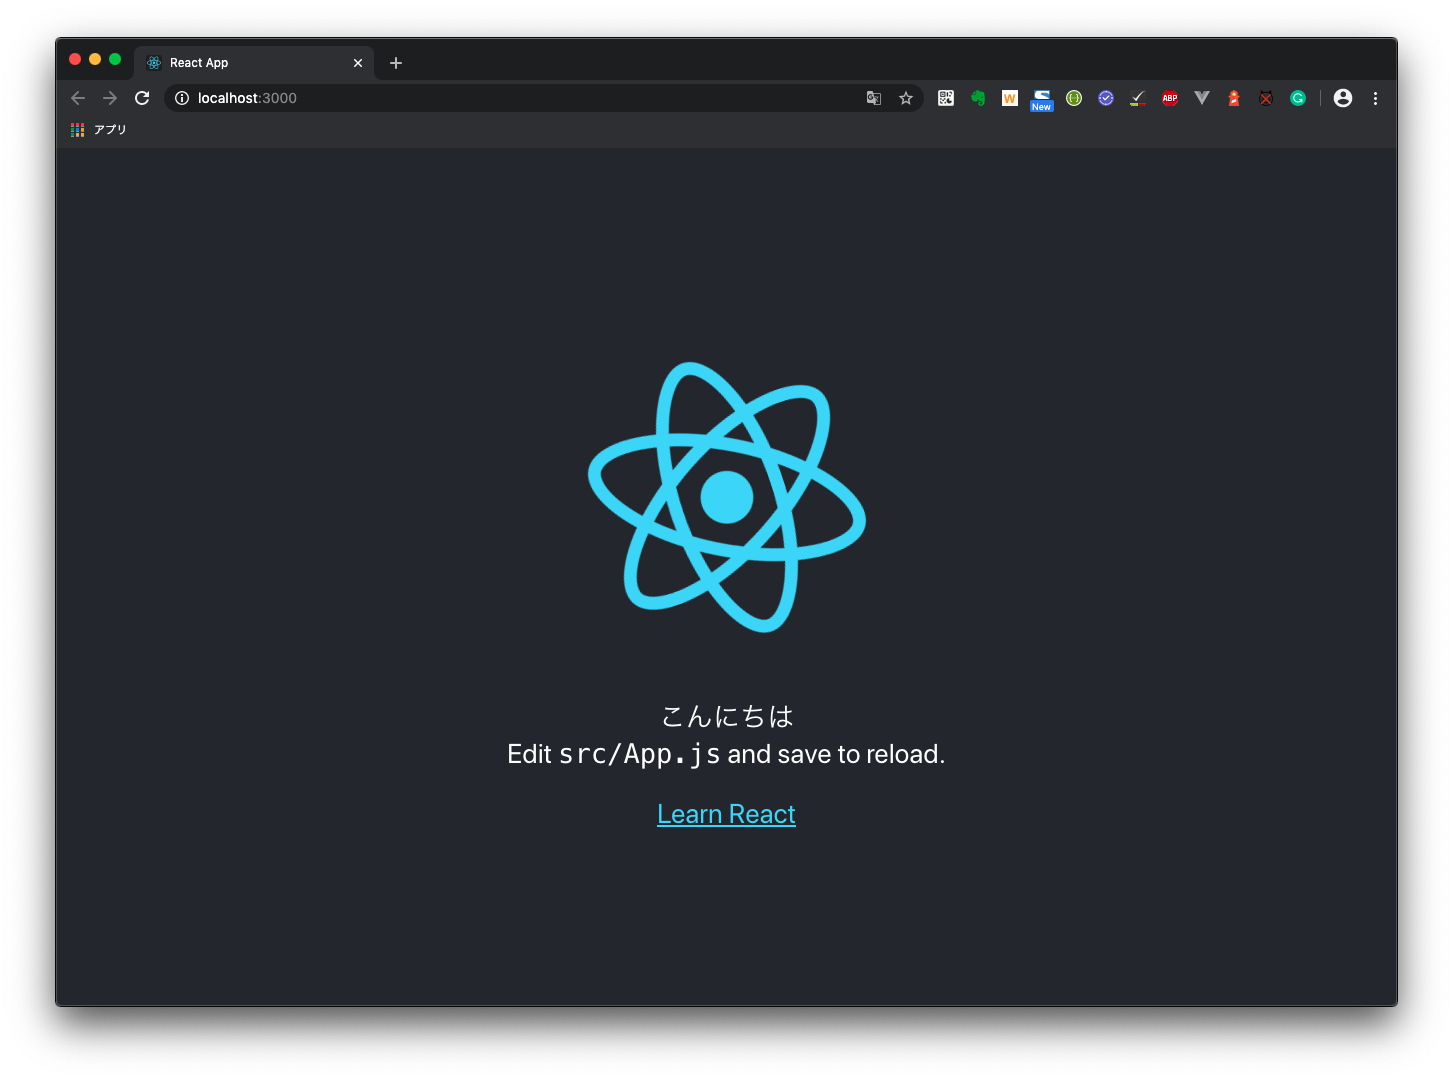 React App
localhost:3000
New
ABP
アプリ
こんにちは
Edit src/App.js and save to reload.
Learn React